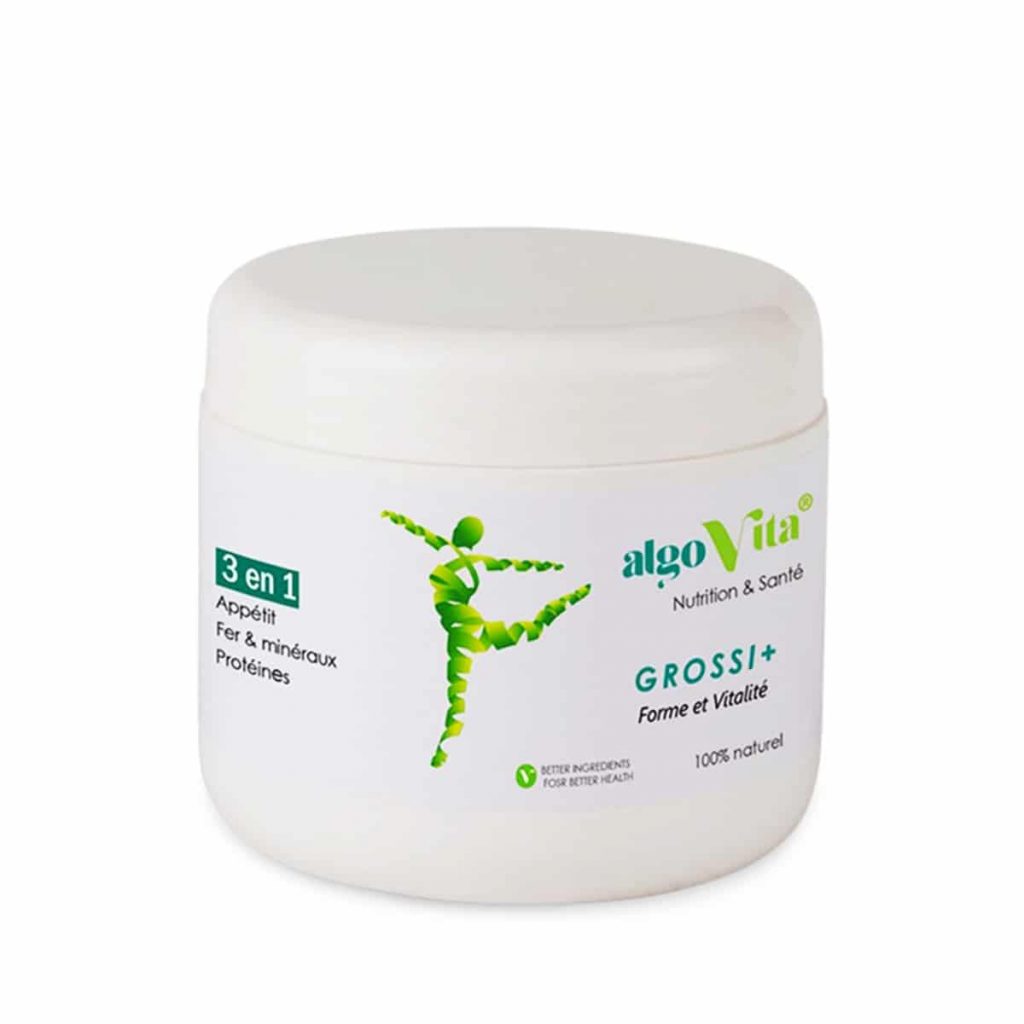 3 en 1
Appétit
Fer & minéraux
Protéines
algoVita®
Nutrition & Santé
GROSSI+
Forme et Vitalité
100% naturel
BETTER INGREDIENTS
FOSR BETTER HEALTH